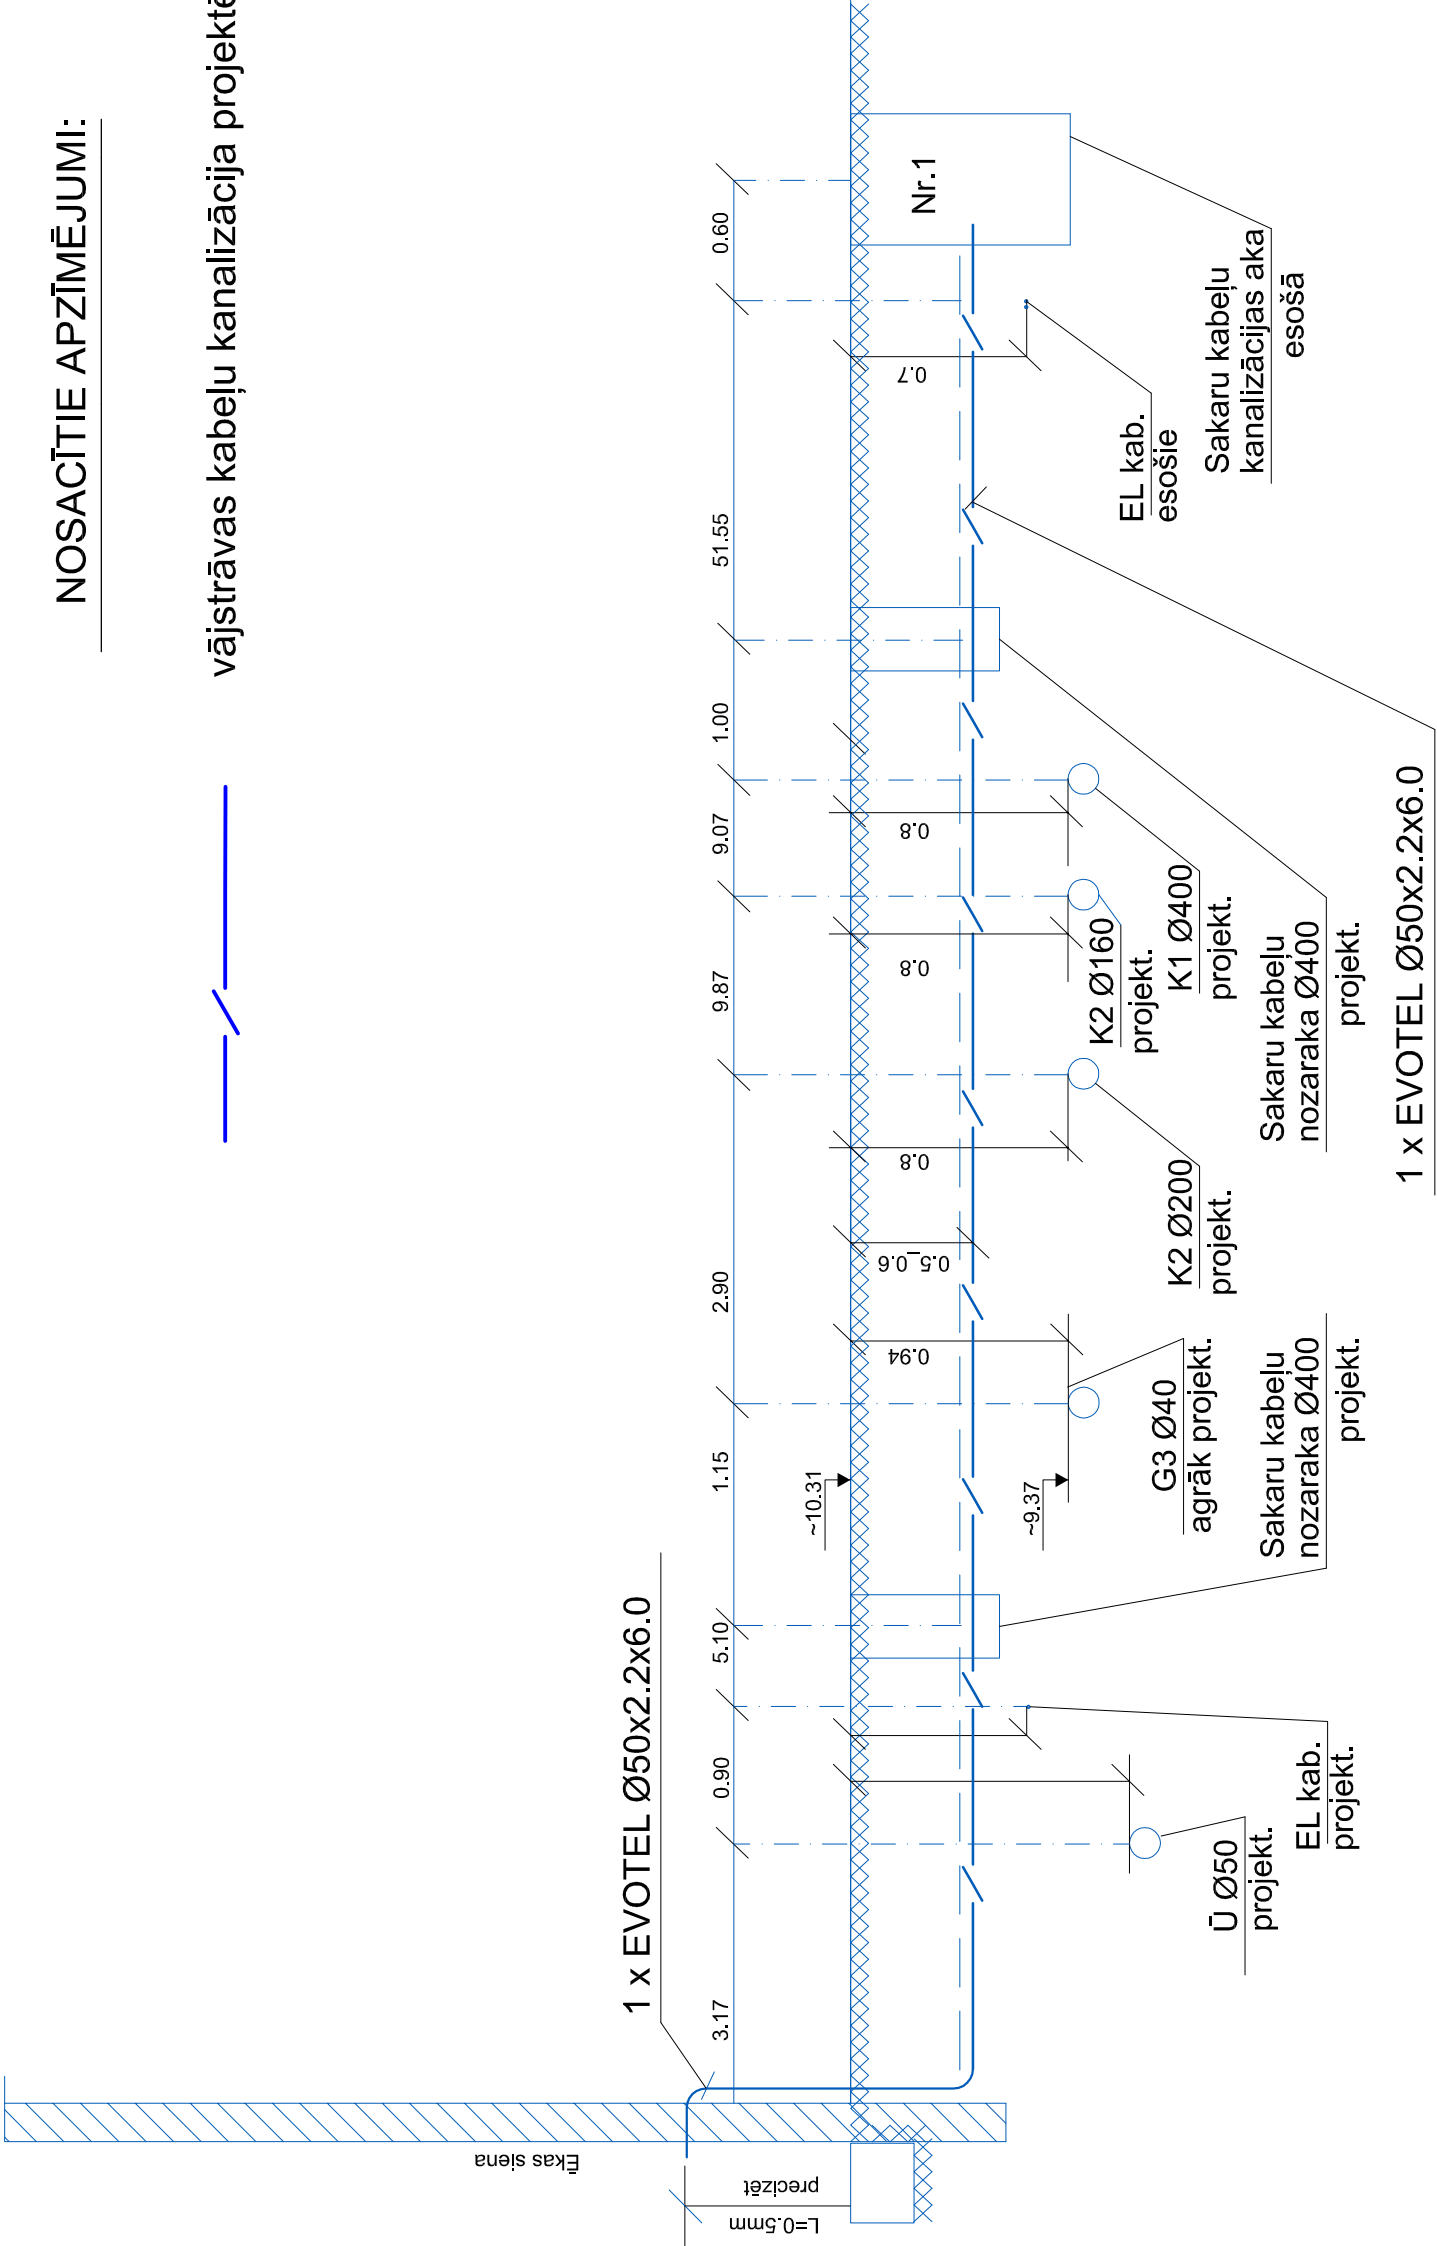 NOSACĪTIE APZĪMĒJUMI:
vājstrāvas kabeļu kanalizācija projektē
1 x EVOTEL Ø50x2.2x6.0
3.17
0.90
5.10
1.15
2.90
9.87
9.07
1.00
51.55
0.60
Ēkas siena
L=0.5mm
precizēt
~10.31
~9.37
0.94
0.5_0.6
0.8
0.8
0.8
0.7
Nr.1
Ū Ø50
projekt.
EL kab.
projekt.
Sakaru kabeļu
nozaraka Ø400
projekt.
G3 Ø40
agrāk projekt.
K2 Ø200
projekt.
K2 Ø160
projekt.
K1 Ø400
projekt.
Sakaru kabeļu
nozaraka Ø400
projekt.
1 x EVOTEL Ø50x2.2x6.0
EL kab.
esošie
Sakaru kabeļu
kanalizācijas aka
esošā